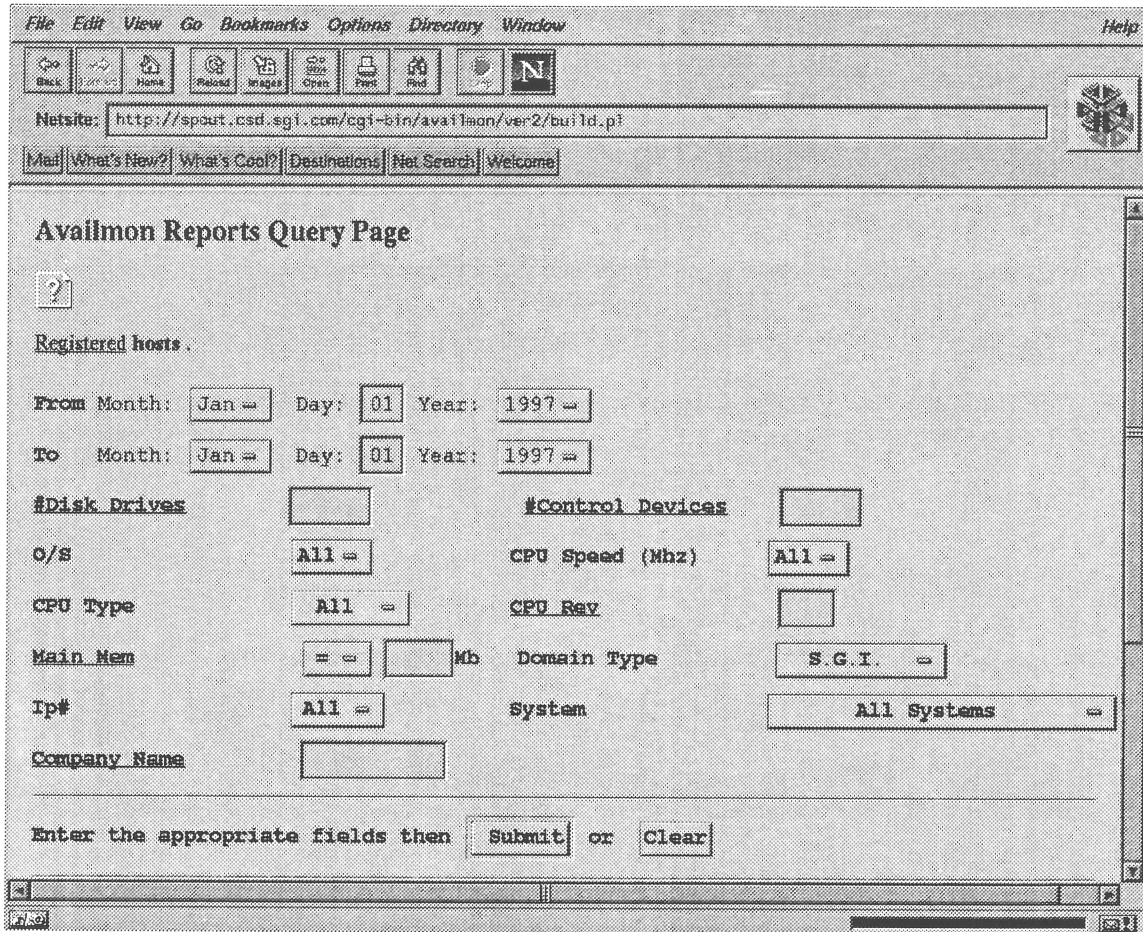 File Edit View Go Bookmarks Options Directory Window Help
Back Home Reload Images Open Print Find N
Netsite: http://spout.csd.sgi.com/cgi-bin/availmon/ver2/build.pl
Mail What's New? What's Cool? Destinations Net Search Welcome
Availmon Reports Query Page
?
Registered hosts .
From Month: Jan Day: 01 Year: 1997
To Month: Jan Day: 01 Year: 1997
#Disk Drives #Control Devices
O/S All CPU Speed (Mhz) All
CPU Type All CPU Rev
Main Mem = Mb Domain Type S.G.I.
Ip# All System All Systems
Company Name
Enter the appropriate fields then Submit or Clear